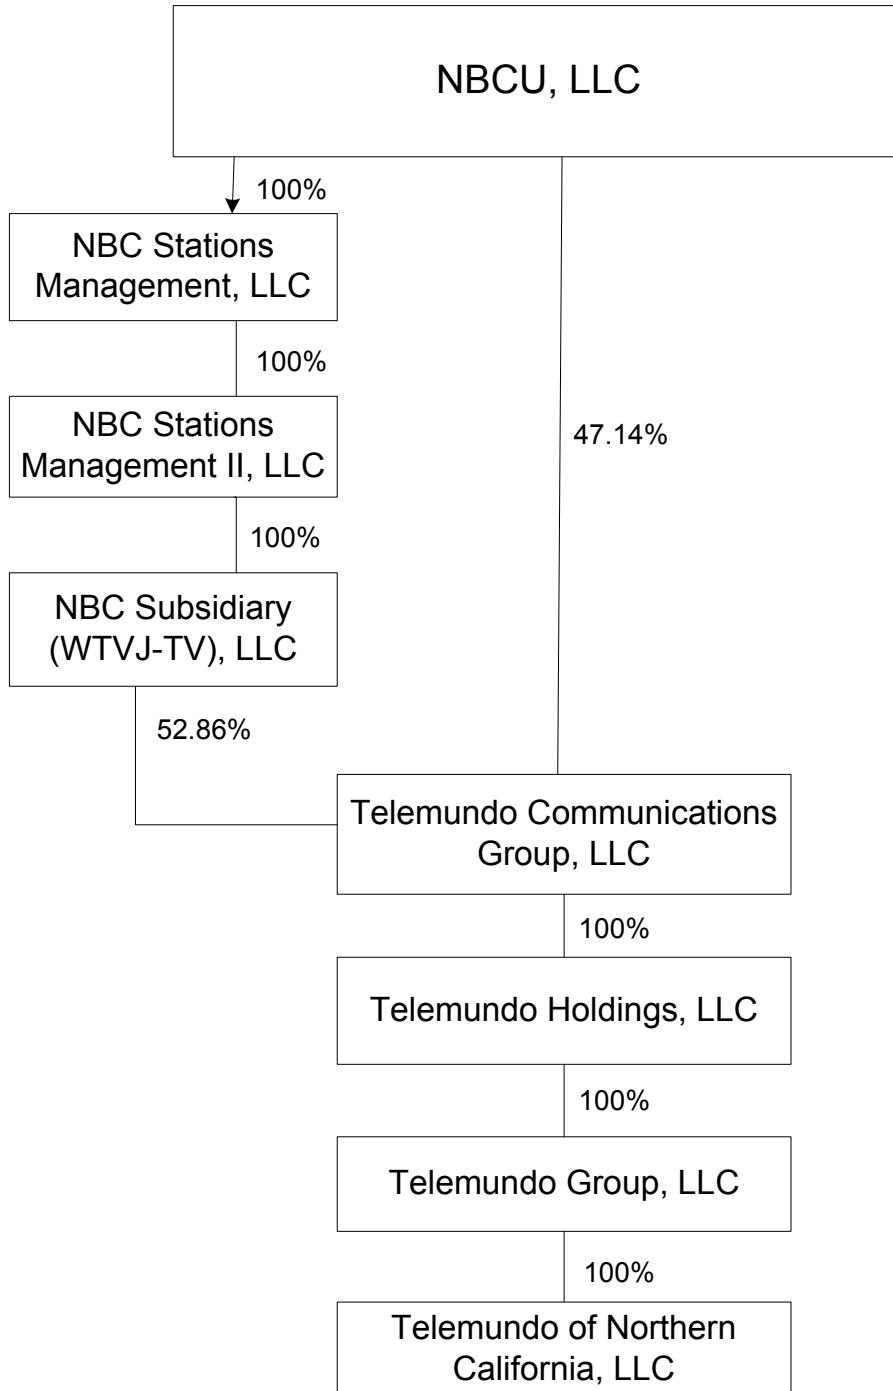 NBCU, LLC
100%
NBC Stations
Management, LLC
100%
NBC Stations
Management II, LLC
47.14%
100%
NBC Subsidiary
(WTVJ-TV), LLC
52.86%
Telemundo Communications
Group, LLC
100%
Telemundo Holdings, LLC
100%
Telemundo Group, LLC
100%
Telemundo of Northern
California, LLC